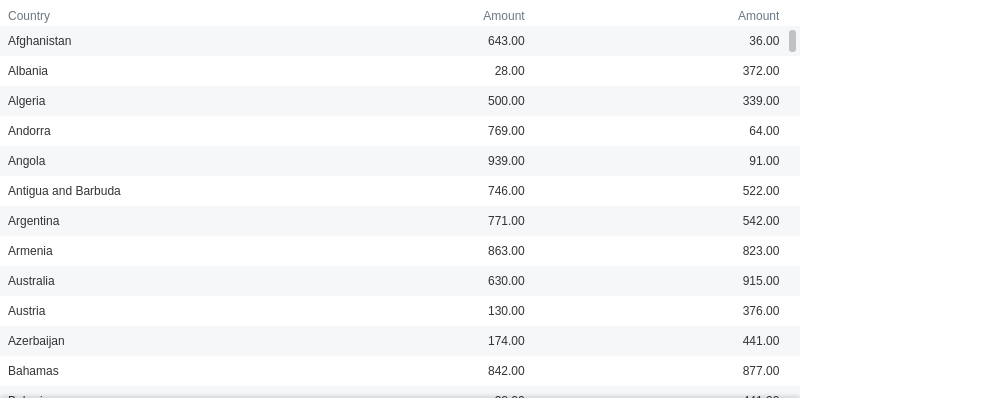 Country Amount Amount
Afghanistan 643.00 36.00
Albania 28.00 372.00
Algeria 500.00 339.00
Andorra 769.00 64.00
Angola 939.00 91.00
Antigua and Barbuda 746.00 522.00
Argentina 771.00 542.00
Armenia 863.00 823.00
Australia 630.00 915.00
Austria 130.00 376.00
Azerbaijan 174.00 441.00
Bahamas 842.00 877.00